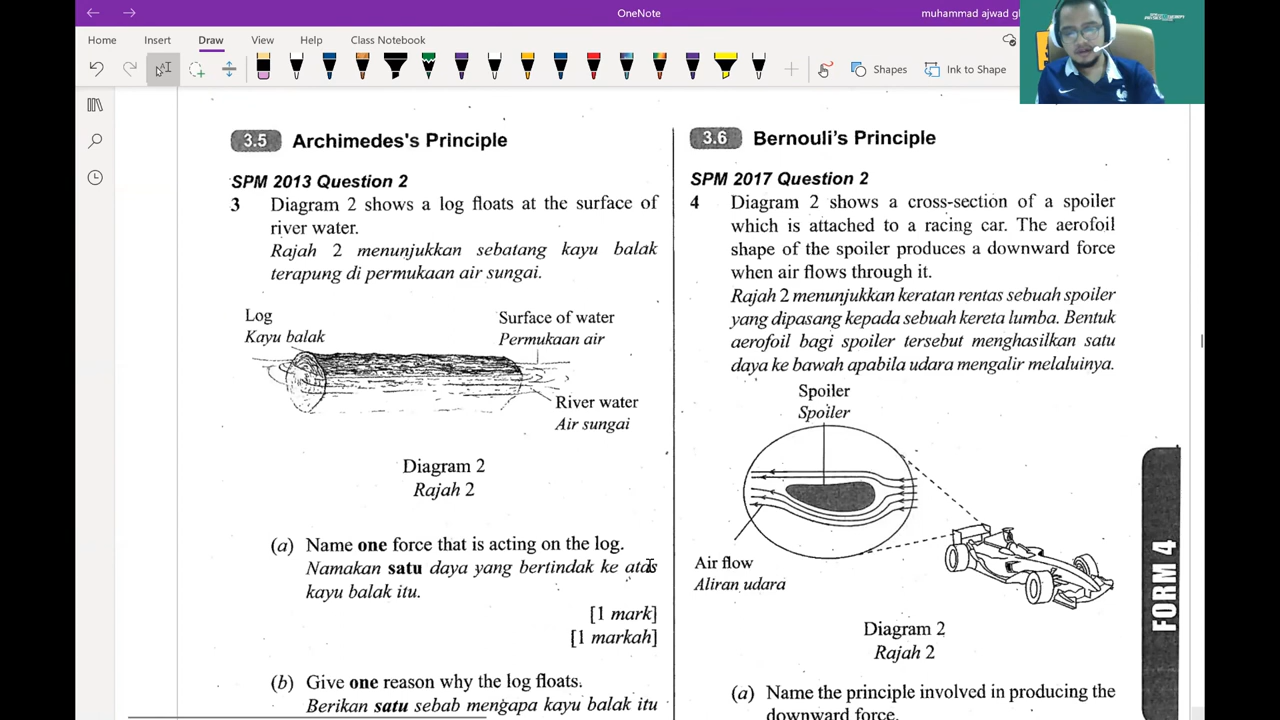 OneNote
muhammad ajwad gh
Home Insert Draw View Help Class Notebook
Shapes
Ink to Shape
3.5 Archimedes's Principle
SPM 2013 Question 2
3 Diagram 2 shows a log floats at the surface of
river water.
Rajah 2 menunjukkan sebatang kayu balak
terapung di permukaan air sungai.
Log
Kayu balak
Surface of water
Permukaan air
River water
Air sungai
Diagram 2
Rajah 2
(a) Name one force that is acting on the log.
Namakan satu daya yang bertindak ke atas
kayu balak itu.
[1 mark]
[1 markah]
(b) Give one reason why the log floats.
Berikan satu sebab mengapa kayu balak itu
3.6 Bernouli's Principle
SPM 2017 Question 2
4 Diagram 2 shows a cross-section of a spoiler
which is attached to a racing car. The aerofoil
shape of the spoiler produces a downward force
when air flows through it.
Rajah 2 menunjukkan keratan rentas sebuah spoiler
yang dipasang kepada sebuah kereta lumba. Bentuk
aerofoil bagi spoiler tersebut menghasilkan satu
daya ke bawah apabila udara mengalir melaluinya.
Spoiler
Spoiler
Air flow
Aliran udara
Diagram 2
Rajah 2
(a) Name the principle involved in producing the
downward force.
FORM 4